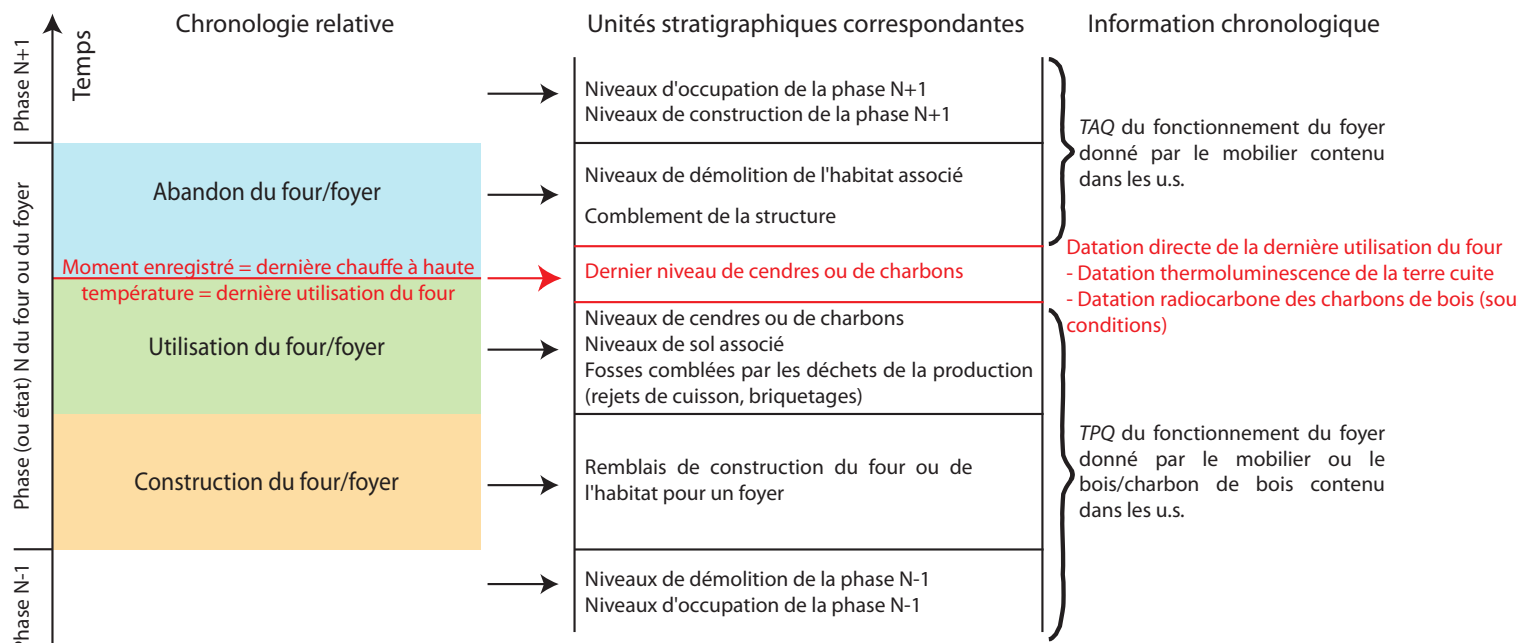 Chronologie relative
Unités stratigraphiques correspondantes
Information chronologique
Temps
Phase N+1
Phase (ou état) N du four ou du foyer
Phase N-1
Niveaux d'occupation de la phase N+1
Niveaux de construction de la phase N+1
TAQ du fonctionnement du foyer
donné par le mobilier contenu
dans les u.s.
Abandon du four/foyer
Niveaux de démolition de l'habitat associé
Comblement de la structure
Moment enregistré = dernière chauffe à haute
température = dernière utilisation du four
Dernier niveau de cendres ou de charbons
Datation directe de la dernière utilisation du four
- Datation thermoluminescence de la terre cuite
- Datation radiocarbone des charbons de bois (sou
conditions)
Utilisation du four/foyer
Niveaux de cendres ou de charbons
Niveaux de sol associé
Fosses comblées par les déchets de la production
(rejets de cuisson, briquetages)
Construction du four/foyer
Remblais de construction du four ou de
l'habitat pour un foyer
TPQ du fonctionnement du foyer
donné par le mobilier ou le
bois/charbon de bois contenu
dans les u.s.
Niveaux de démolition de la phase N-1
Niveaux d'occupation de la phase N-1